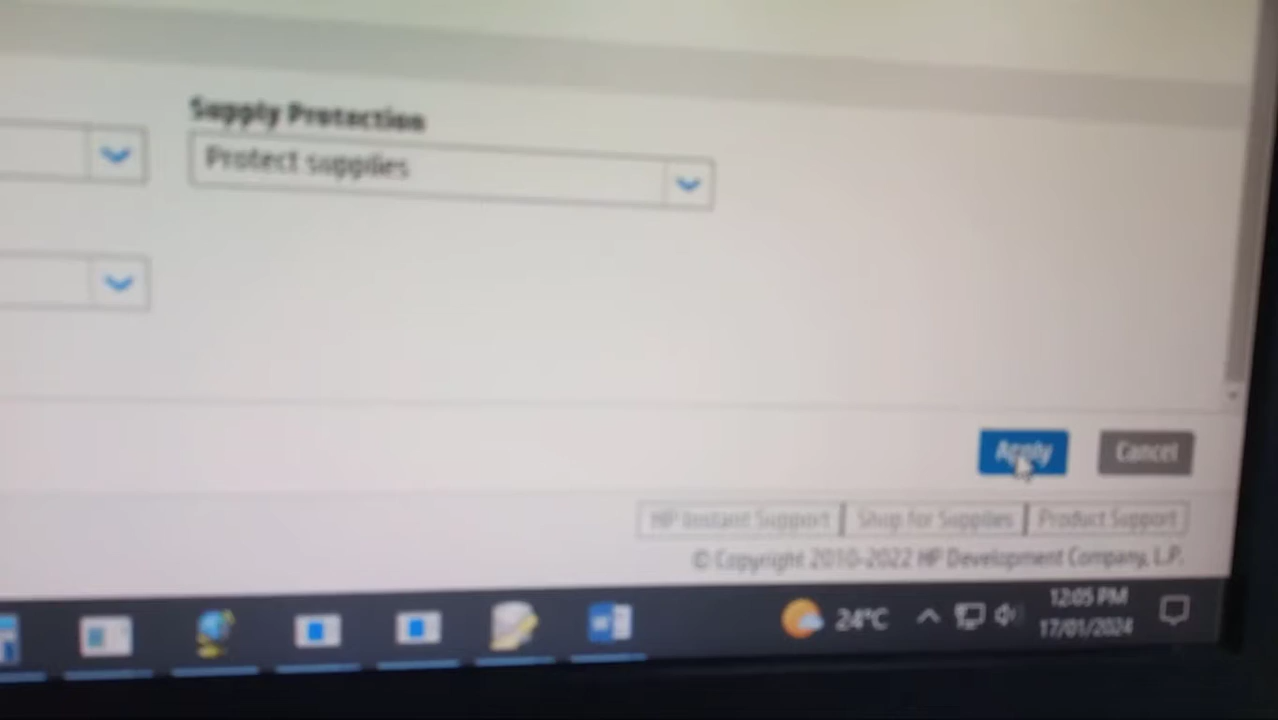 Supply Protection
Protect supplies
Apply
Cancel
HP Instant Support
Shop for Supplies
Product Support
© Copyright 2010-2022 HP Development Company, L.P.
24°C
12:05 PM
17/01/2024